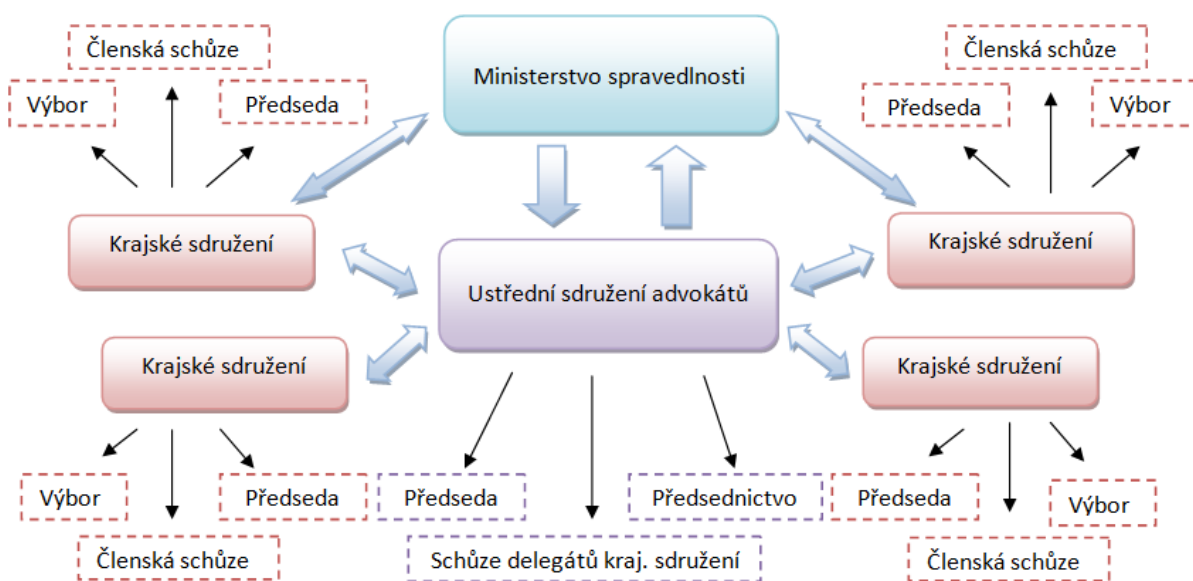 Členská schůze
Výbor
Předseda
Ministerstvo spravedlnosti
Členská schůze
Předseda
Výbor
Krajské sdružení
Ustřední sdružení advokátů
Krajské sdružení
Krajské sdružení
Krajské sdružení
Výbor
Předseda
Členská schůze
Předseda
Předsednictvo
Schůze delegátů kraj. sdružení
Předseda
Výbor
Členská schůze